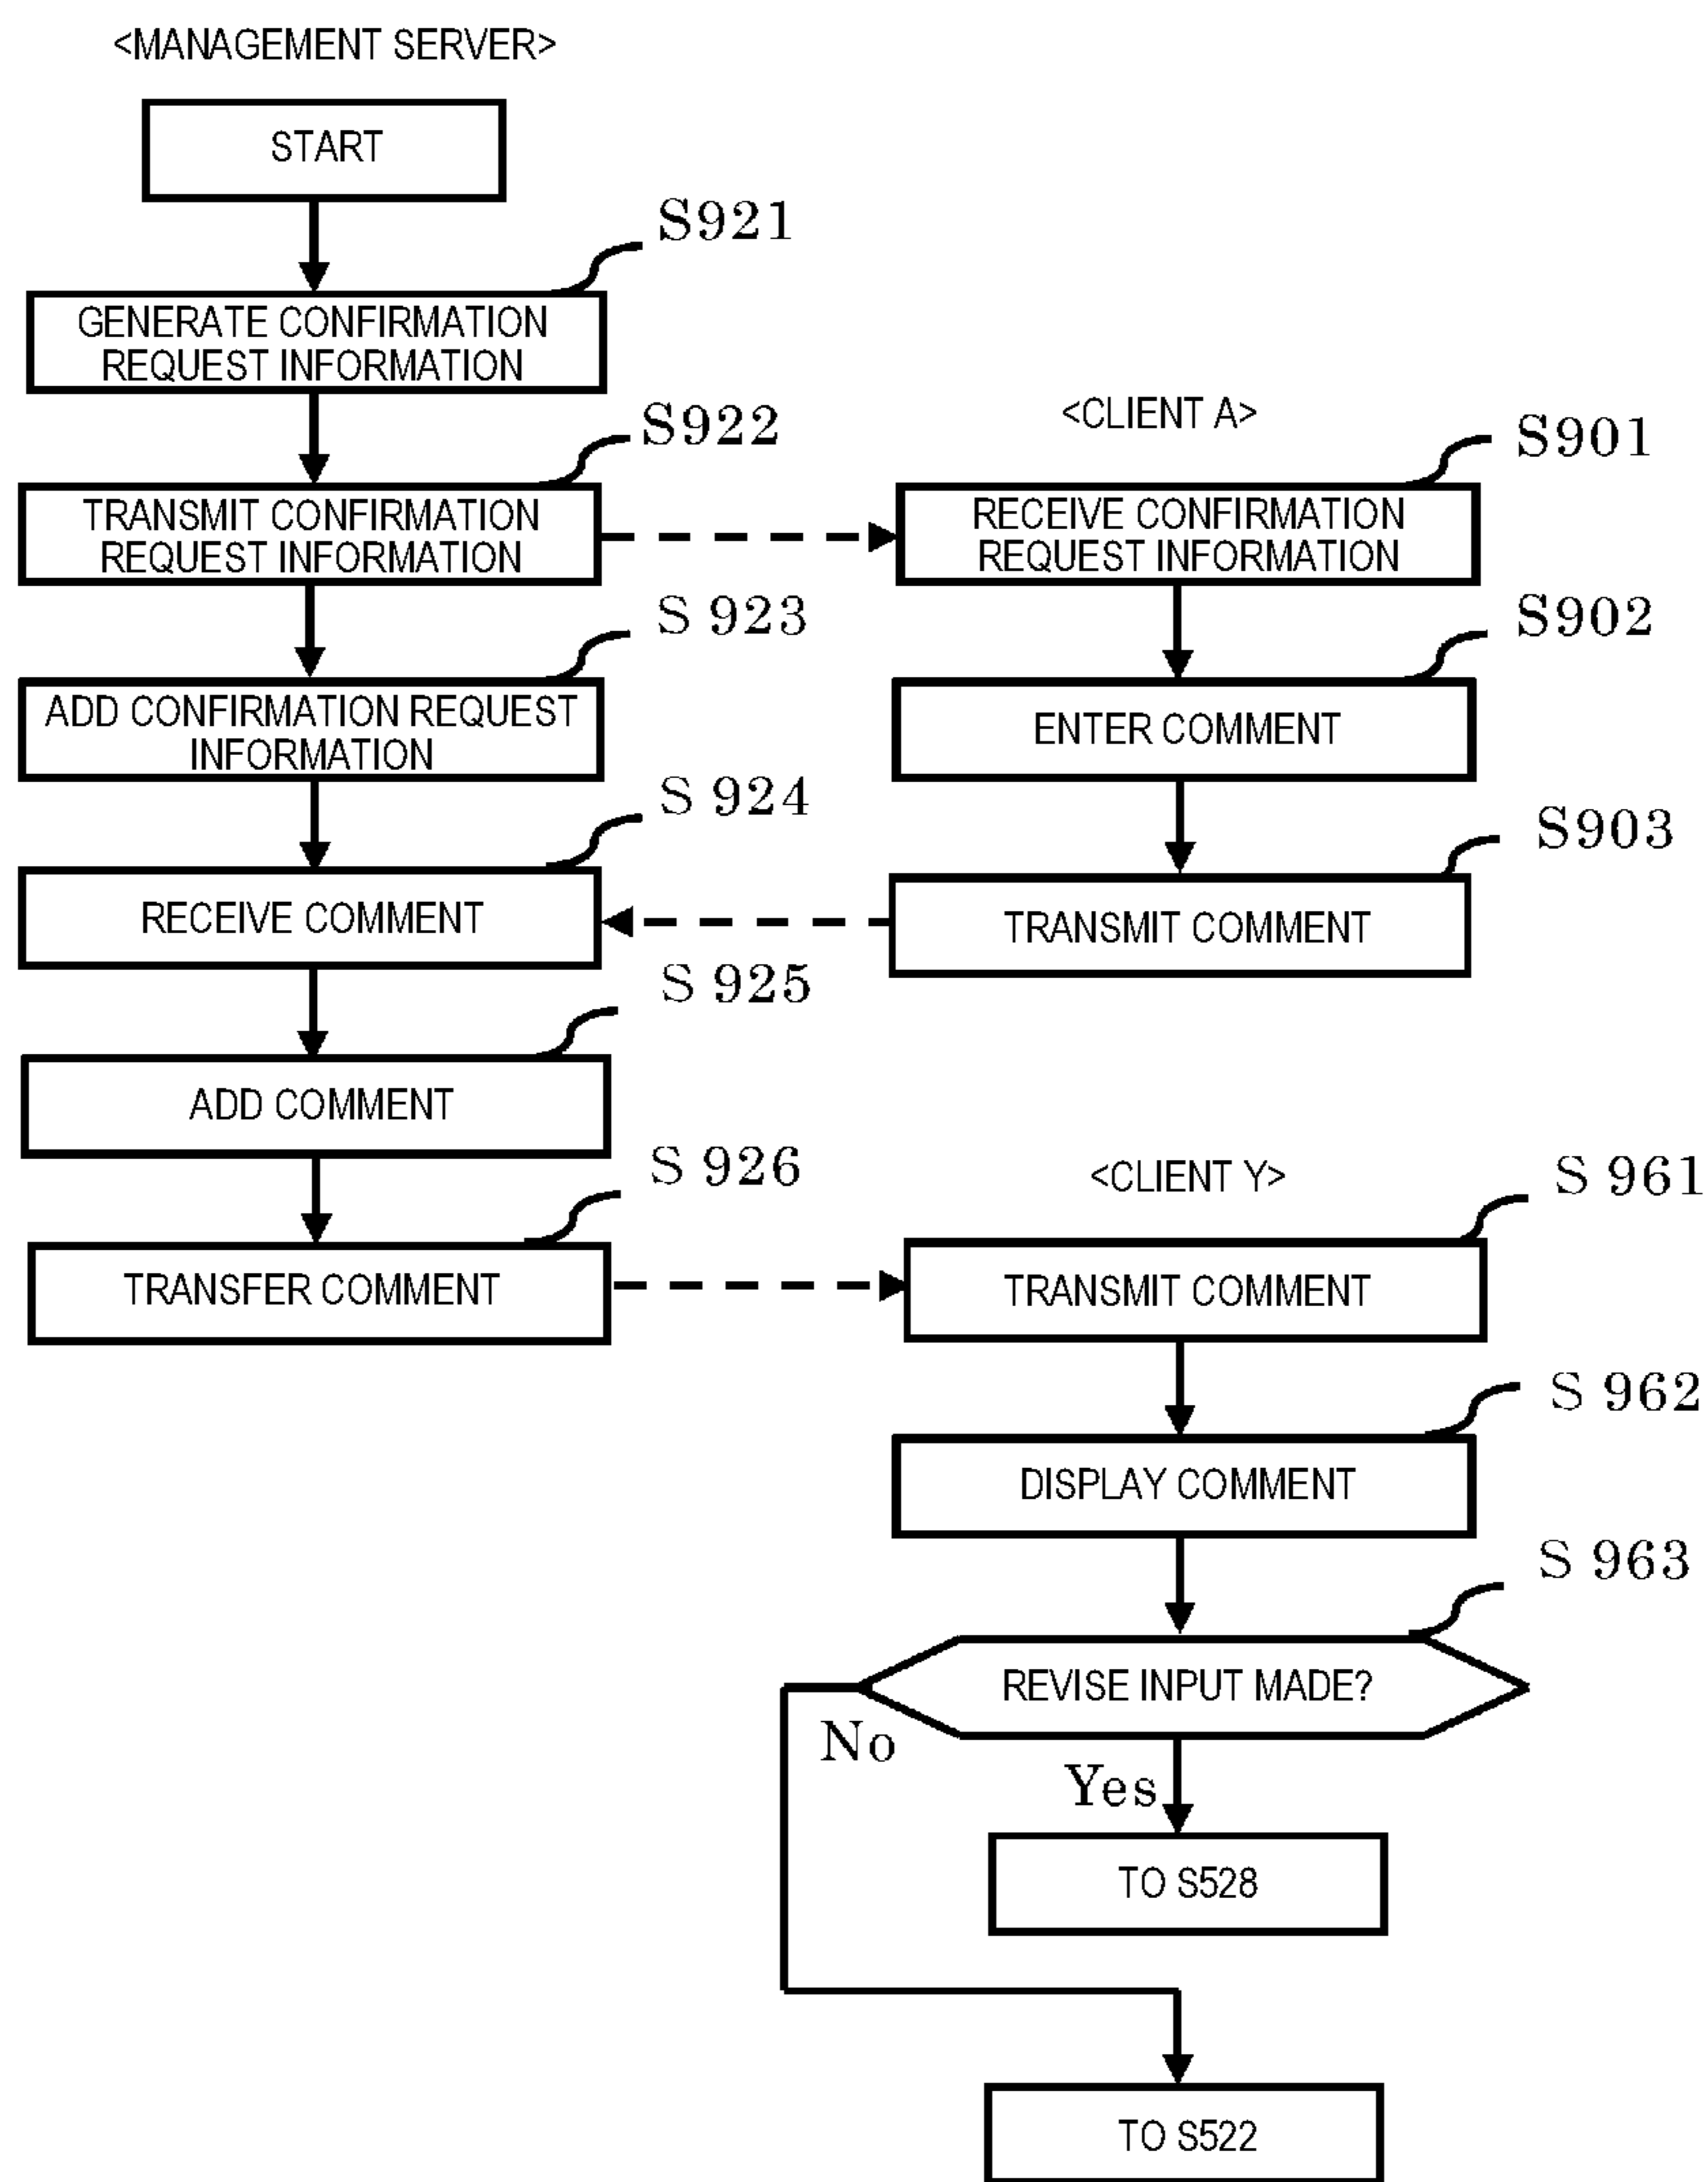 <MANAGEMENT SERVER>
START
S921
GENERATE CONFIRMATION
REQUEST INFORMATION
S922
TRANSMIT CONFIRMATION
REQUEST INFORMATION
S 923
ADD CONFIRMATION REQUEST
INFORMATION
S 924
RECEIVE COMMENT
S 925
ADD COMMENT
S 926
TRANSFER COMMENT
<CLIENT A>
S901
RECEIVE CONFIRMATION
REQUEST INFORMATION
S902
ENTER COMMENT
S903
TRANSMIT COMMENT
<CLIENT Y>
S 961
TRANSMIT COMMENT
S 962
DISPLAY COMMENT
S 963
REVISE INPUT MADE?
No
Yes
TO S528
TO S522